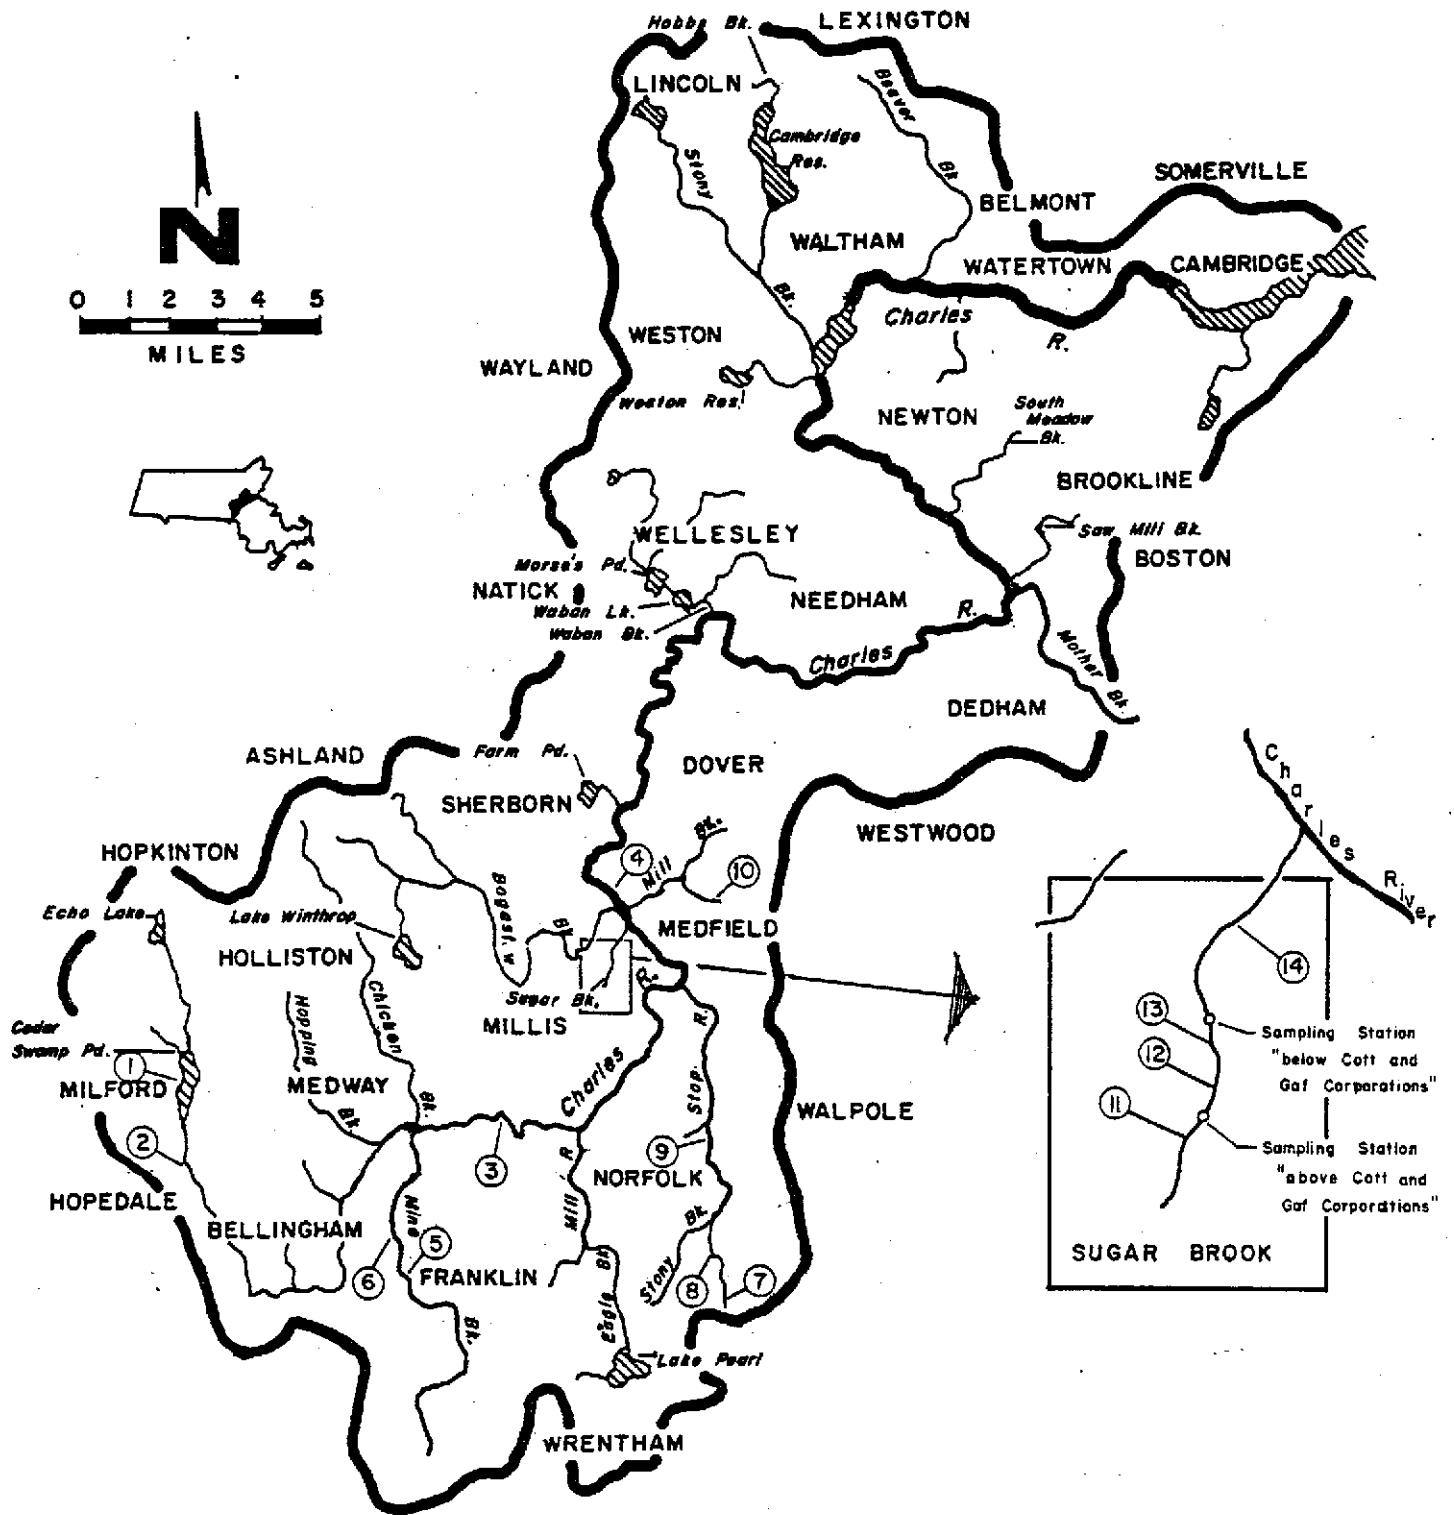 Hobbs Bk.
LEXINGTON
LINCOLN
Beaver
Bk.
Cambridge
Res.
Stony
Bk.
SOMERVILLE
BELMONT
WALTHAM
WATERTOWN
CAMBRIDGE
N
0 1 2 3 4 5
MILES
Charles
R.
WESTON
WAYLAND
Weston Res.
NEWTON
South
Meadow
Bk.
BROOKLINE
WELLESLEY
Saw Mill Bk.
BOSTON
Morse's Pd.
NATICK
Waban Lk.
Waban Bk.
NEEDHAM
R.
Charles
Mother Bk.
DEDHAM
ASHLAND
Farm Pd.
DOVER
SHERBORN
WESTWOOD
HOPKINTON
4
Mill
Bk.
10
Echo Lake
Lake Winthrop
Bogast. w
Bk.
MEDFIELD
HOLLISTON
R.
Sugar Bk.
MILLIS
Hopping
Chicken
Cedar
Swamp Pd.
1
MILFORD
MEDWAY
Bk.
Bk.
Charles
Stop
R.
WALPOLE
2
3
R.
9
NORFOLK
HOPEDALE
BELLINGHAM
Mine
Mill
Bk.
5
6
FRANKLIN
Eagle
Bk.
Stony
8
7
Bk.
Lake Pearl
WRENTHAM
Charles
River
14
13
Sampling Station
12
"below Cott and
Gaf Corporations"
11
Sampling Station
"above Cott and
Gaf Corporations"
SUGAR BROOK